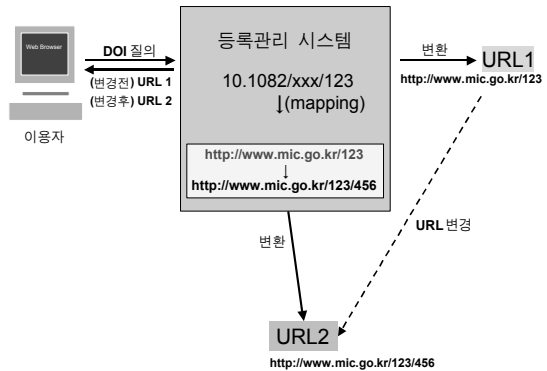 Web Browser
이용자
DOI 질의
(변경전) URL 1
(변경후) URL 2
등록관리 시스템
10.1082/xxx/123
↓(mapping)
http://www.mic.go.kr/123
↓
http://www.mic.go.kr/123/456
변환
URL1
http://www.mic.go.kr/123
URL 변경
변환
URL2
http://www.mic.go.kr/123/456